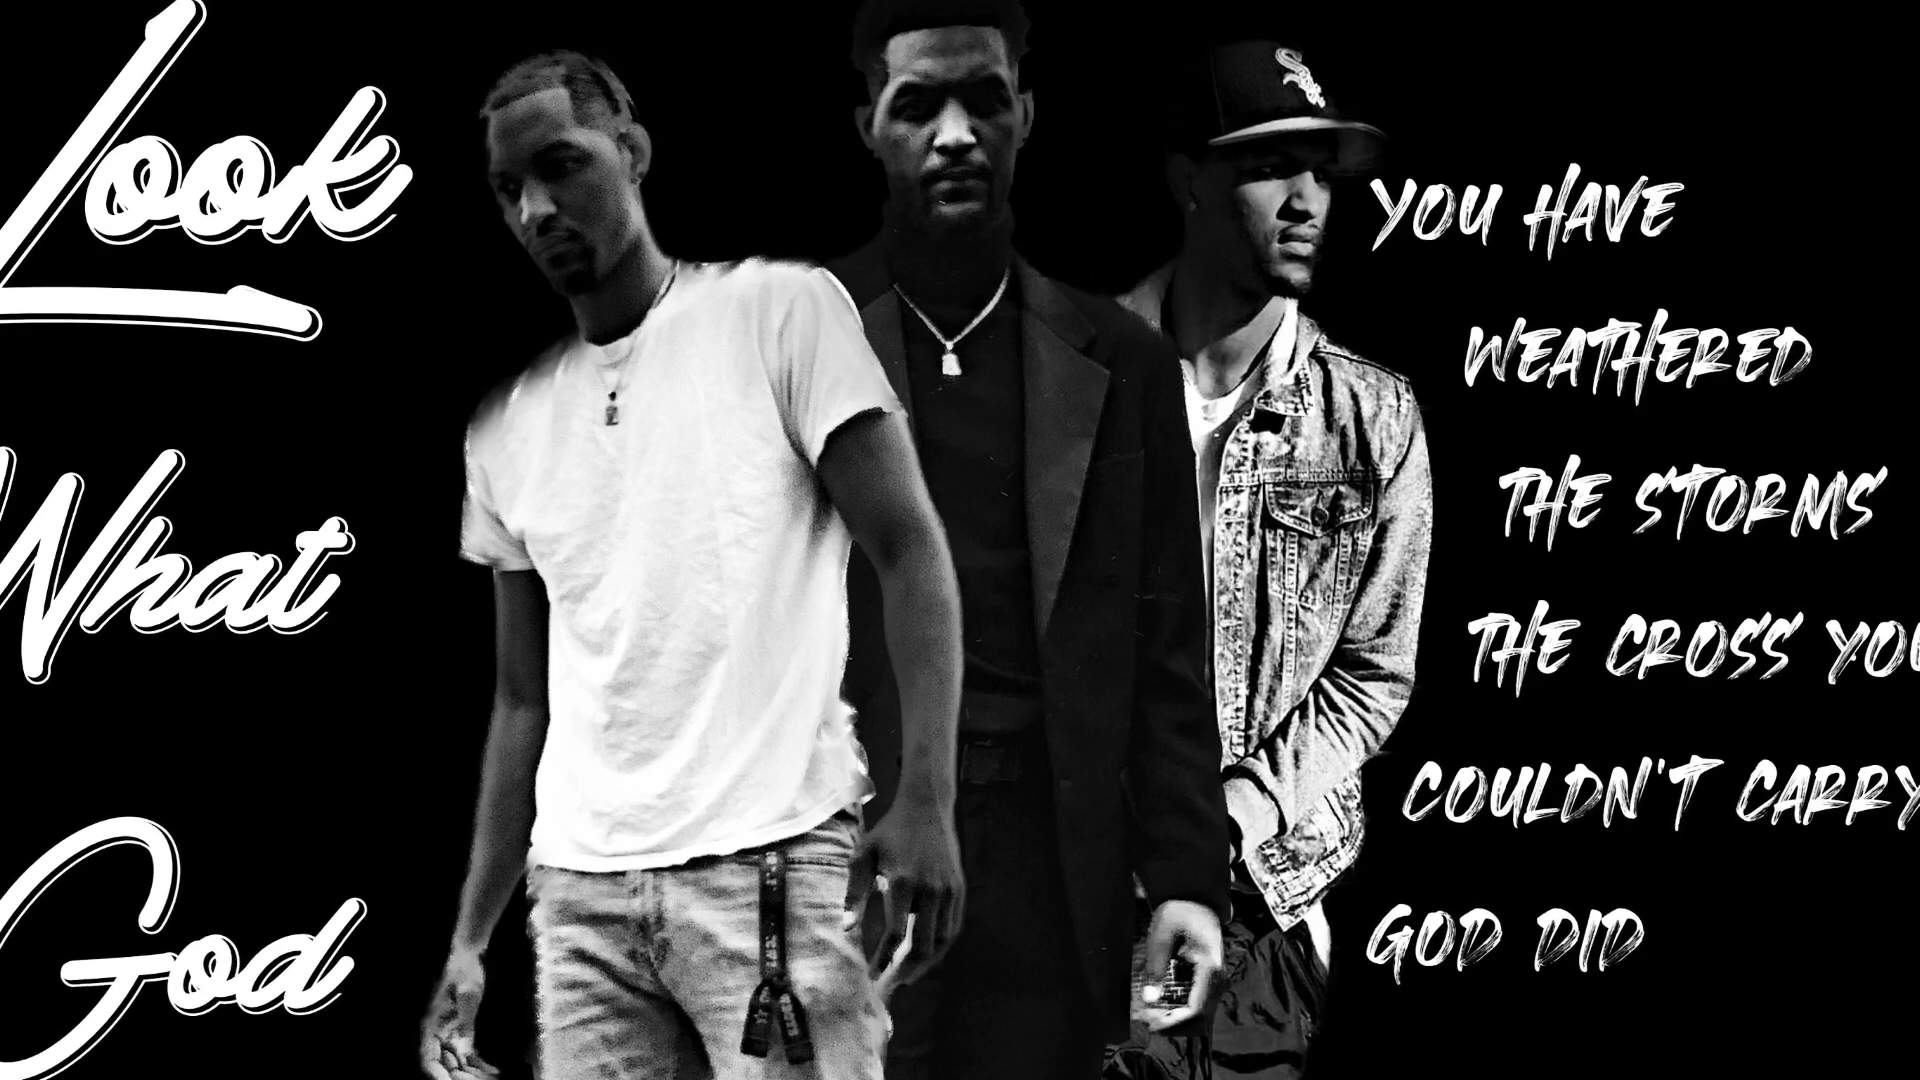 Look
What
God
YOU HAVE
WEATHERED
THE STORMS
THE CROSS YOU
COULDN'T CARRY
GOD DID